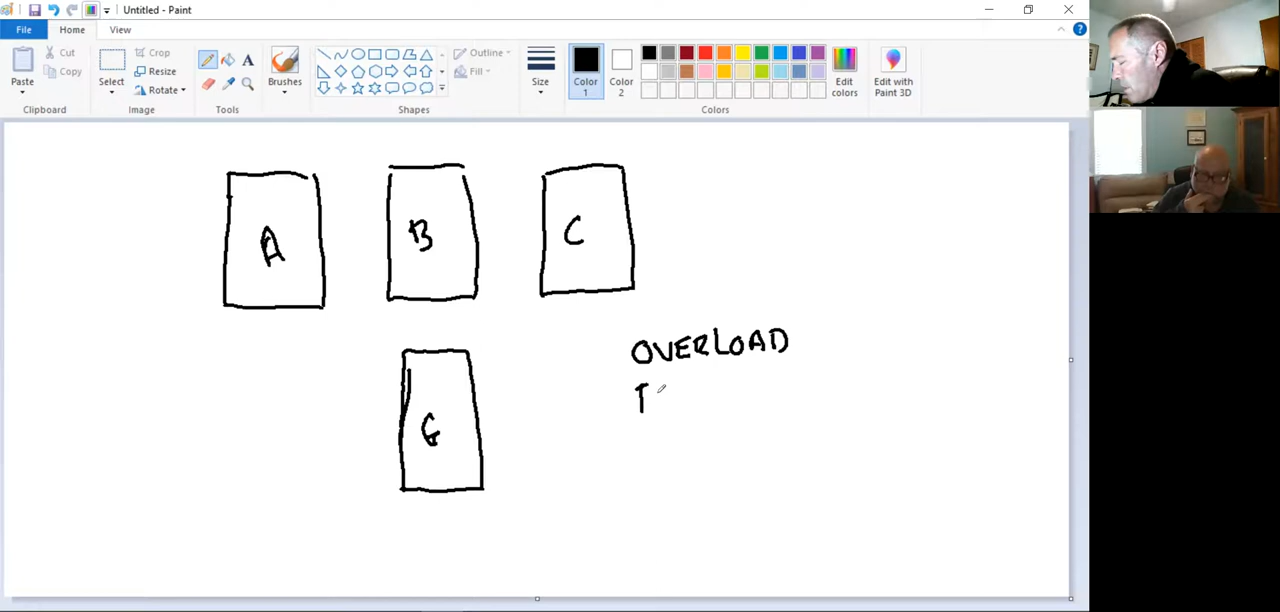 Untitled - Paint
File Home View
Cut Crop Outline
Paste Copy Select Resize Brushes Fill Size Color 1 Color 2 Edit colors Edit with Paint 3D
Rotate
Clipboard Image Tools Shapes Colors
A B C
OVERLOAD
G